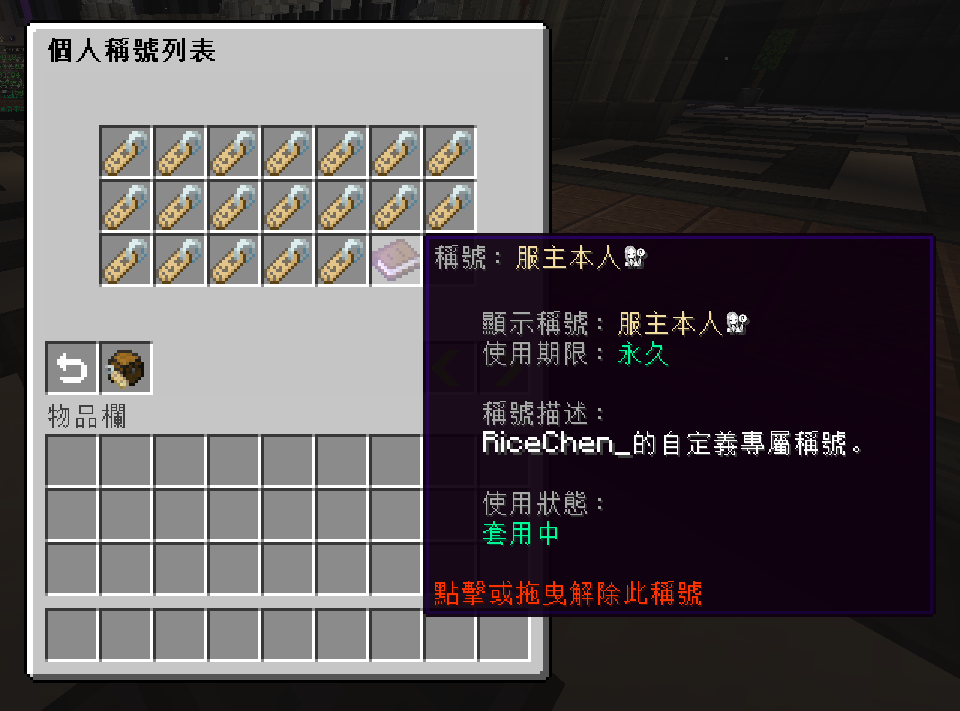 個人稱號列表
稱號：服主本人
顯示稱號：服主本人
使用期限：永久
稱號描述：
RiceChen_的自定義專屬稱號。
使用狀態：
套用中
點擊或拖曳解除此稱號
物品欄